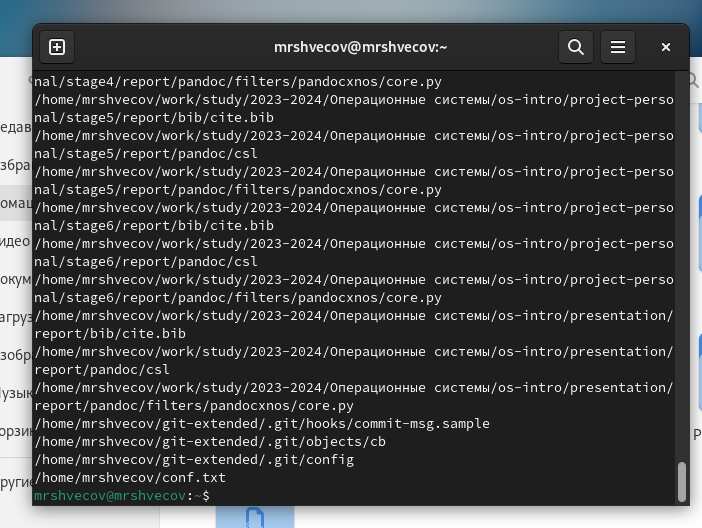 mrshvecov@mrshvecov:~
nal/stage4/report/pandoc/filters/pandocxnos/core.py
/home/mrshvecov/work/study/2023-2024/Операционные системы/os-intro/project-perso
nal/stage5/report/bib/cite.bib
/home/mrshvecov/work/study/2023-2024/Операционные системы/os-intro/project-perso
nal/stage5/report/pandoc/csl
/home/mrshvecov/work/study/2023-2024/Операционные системы/os-intro/project-perso
nal/stage5/report/pandoc/filters/pandocxnos/core.py
/home/mrshvecov/work/study/2023-2024/Операционные системы/os-intro/project-perso
nal/stage6/report/bib/cite.bib
/home/mrshvecov/work/study/2023-2024/Операционные системы/os-intro/project-perso
nal/stage6/report/pandoc/csl
/home/mrshvecov/work/study/2023-2024/Операционные системы/os-intro/project-perso
nal/stage6/report/pandoc/filters/pandocxnos/core.py
/home/mrshvecov/work/study/2023-2024/Операционные системы/os-intro/presentation/
report/bib/cite.bib
/home/mrshvecov/work/study/2023-2024/Операционные системы/os-intro/presentation/
report/pandoc/csl
/home/mrshvecov/work/study/2023-2024/Операционные системы/os-intro/presentation/
report/pandoc/filters/pandocxnos/core.py
/home/mrshvecov/git-extended/.git/hooks/commit-msg.sample
/home/mrshvecov/git-extended/.git/objects/cb
/home/mrshvecov/git-extended/.git/config
/home/mrshvecov/conf.txt
mrshvecov@mrshvecov:~$